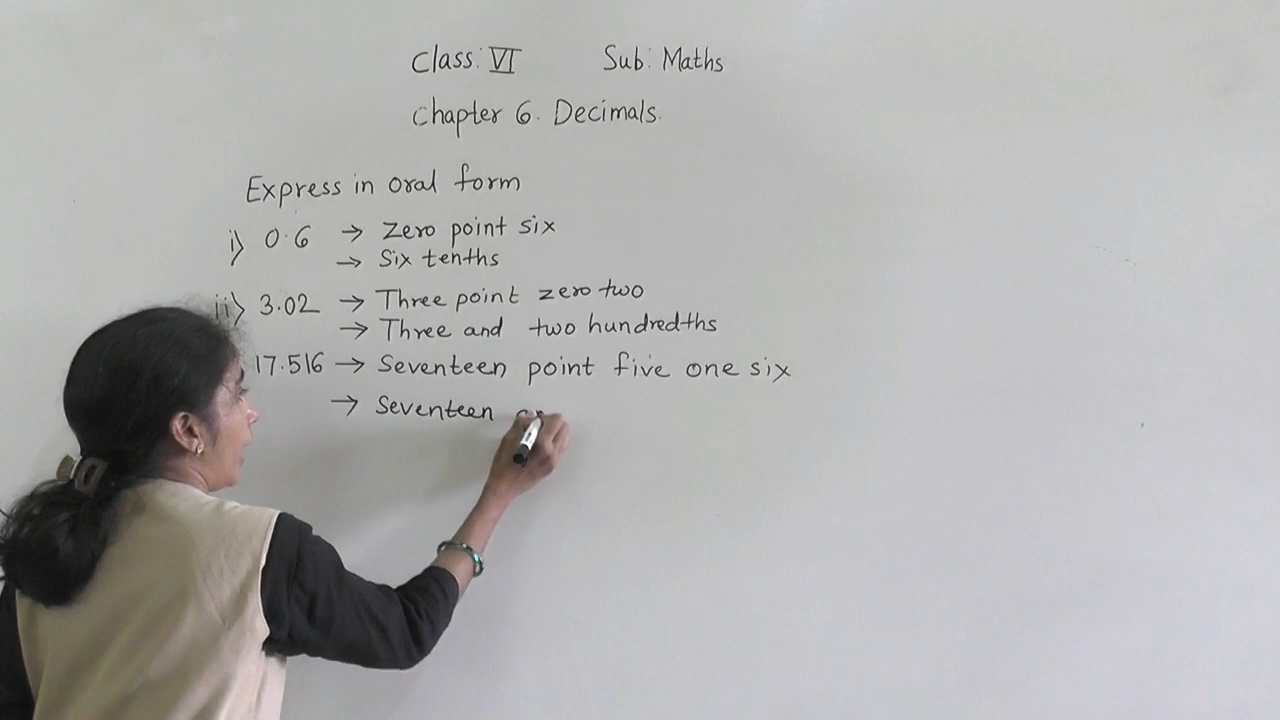 Class: VI Sub: Maths
Chapter 6. Decimals.
Express in oral form
i) 0.6 → Zero point six
→ Six tenths
ii) 3.02 → Three point zero two
→ Three and two hundredths
17.516 → Seventeen point five one six
→ Seventeen